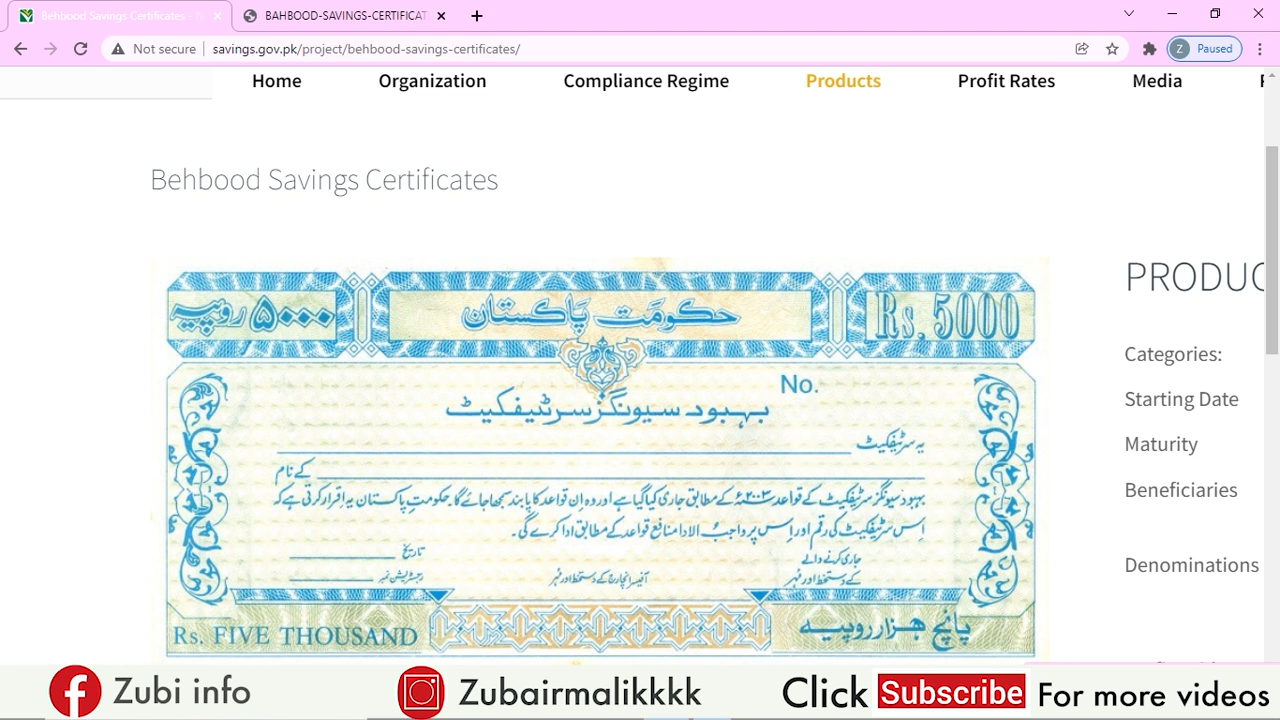 Behbood Savings Certificates - N
BAHBOOD-SAVINGS-CERTIFICAT
Not secure
savings.gov.pk/project/behbood-savings-certificates/
Z Paused
Home Organization Compliance Regime Products Profit Rates Media
Behbood Savings Certificates
۵۰۰۰ روپیہ
حکومت پاکستان
Rs. 5000
No.
بہبود سیونگز سرٹیفکیٹ
یہ سرٹیفکیٹ
کے نام
بہبود سیونگز سرٹیفکیٹ کے قواعد ۲۰۰۳ء کے مطابق جاری کیا گیا ہے اور وہ ان قواعد کا پابند سمجھا جائے گا۔ حکومت پاکستان یہ اقرار کرتی ہے کہ
اس سرٹیفکیٹ کی رقم اور اس پر واجب الادا منافع قواعد کے مطابق ادا کرے گی۔
تاریخ
جاری کرنے والے
کے دستخط اور مُہر
آفیسر انچارج کے دستخط اور مُہر
رجسٹریشن نمبر
Rs. FIVE THOUSAND
پانچ ہزار روپیے
PRODUC
Categories:
Starting Date
Maturity
Beneficiaries
Denominations
Zubi info
Zubairmalikkkk
Click Subscribe For more videos